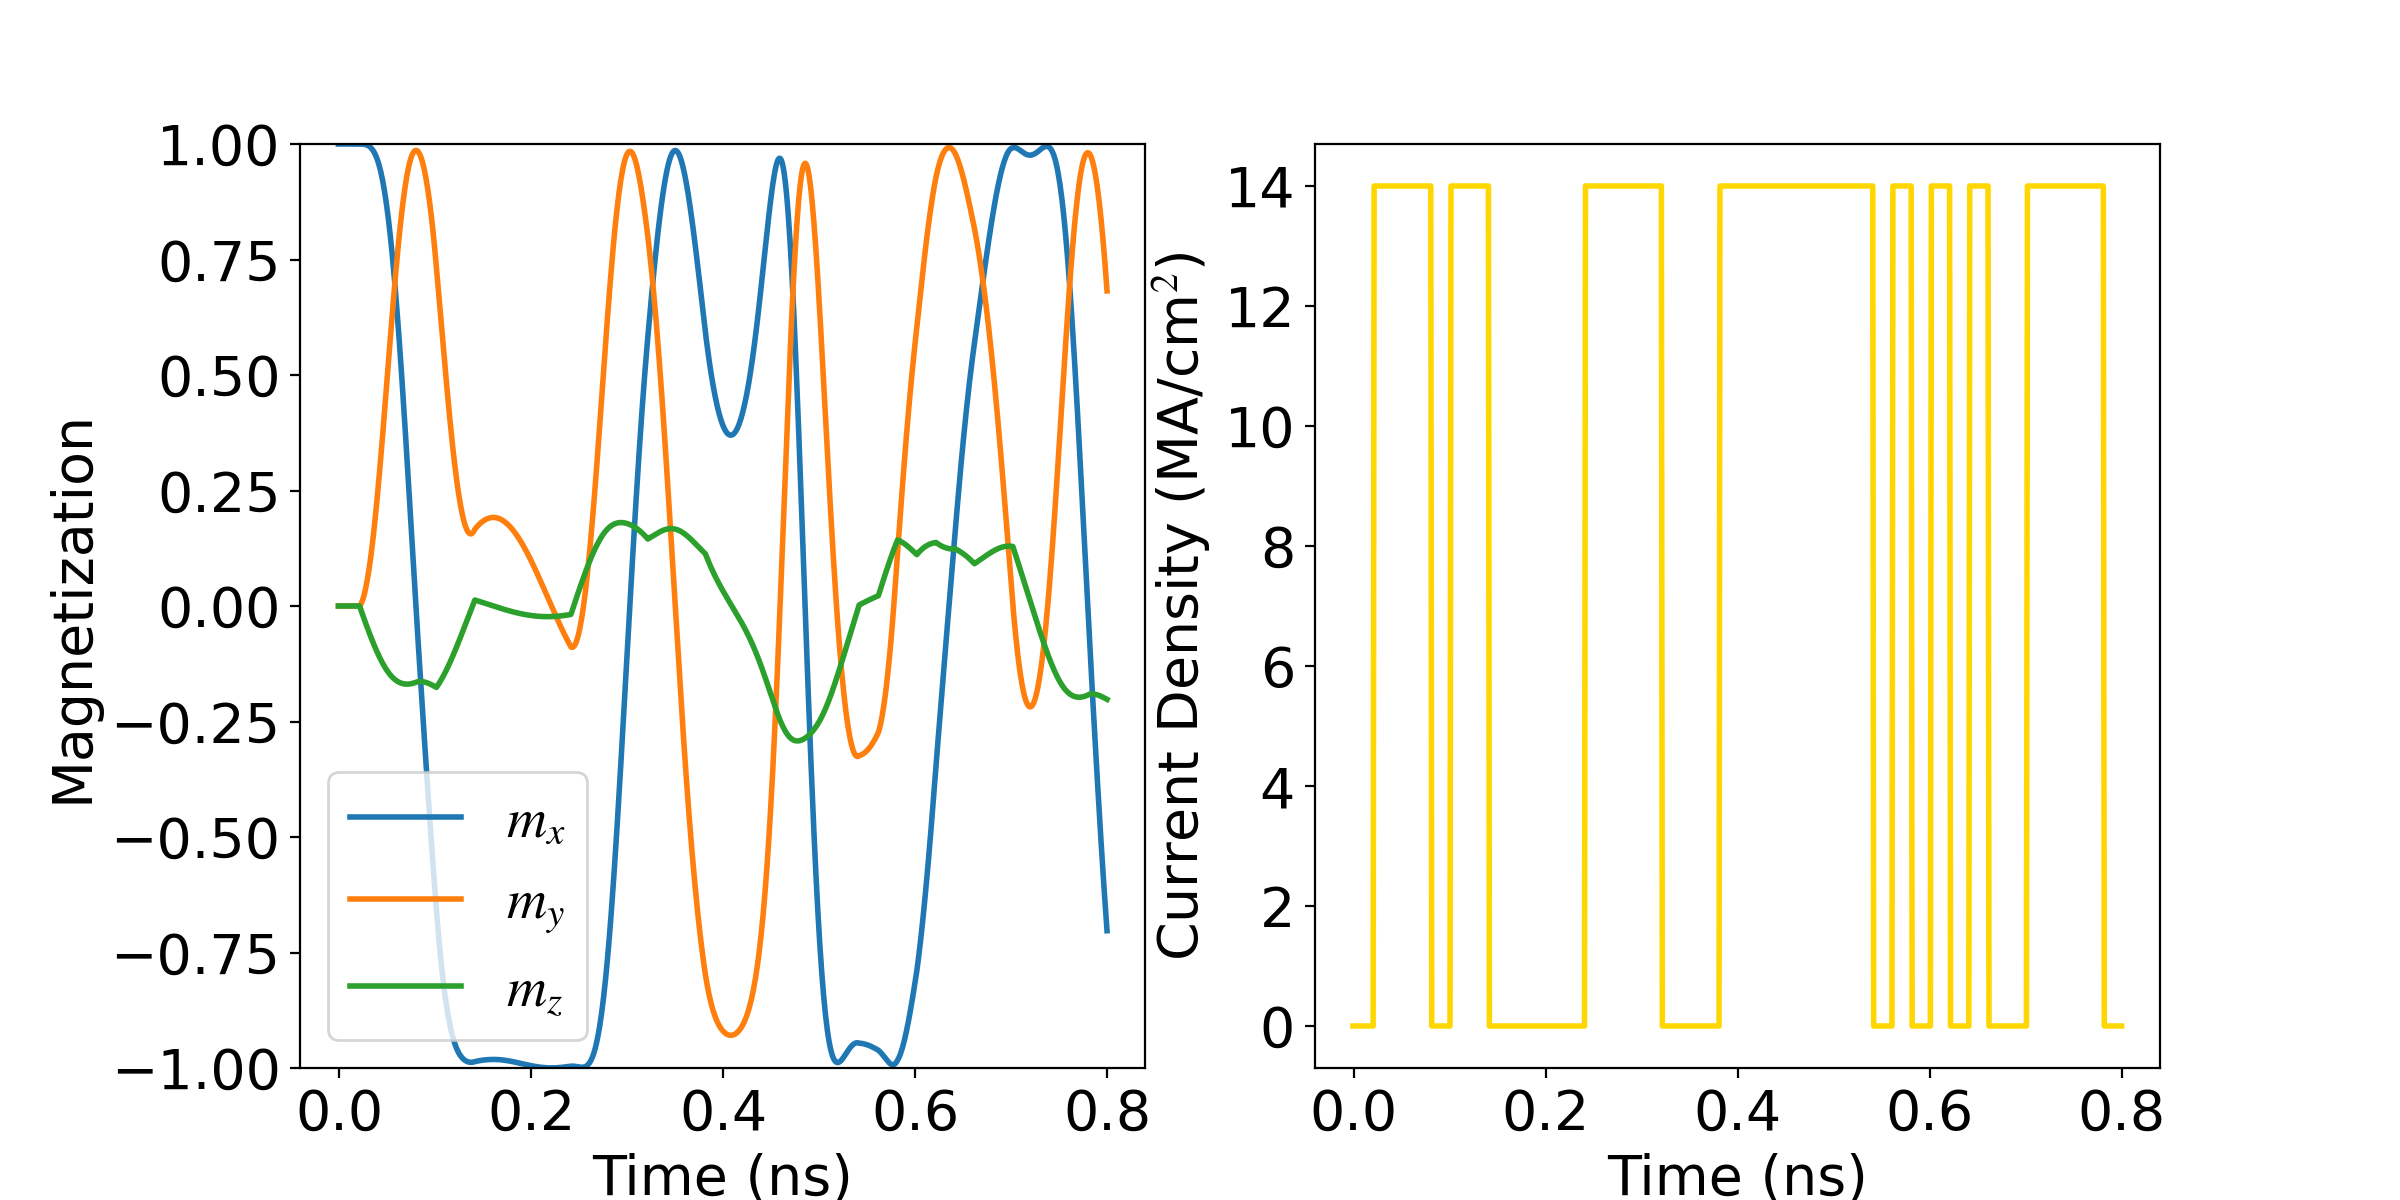 Magnetization
1.00
0.75
0.50
0.25
0.00
−0.25
−0.50
−0.75
−1.00
0.0 0.2 0.4 0.6 0.8
Time (ns)
mₓ
m_y
m_z
Current Density (MA/cm²)
14
12
10
8
6
4
2
0
0.0 0.2 0.4 0.6 0.8
Time (ns)